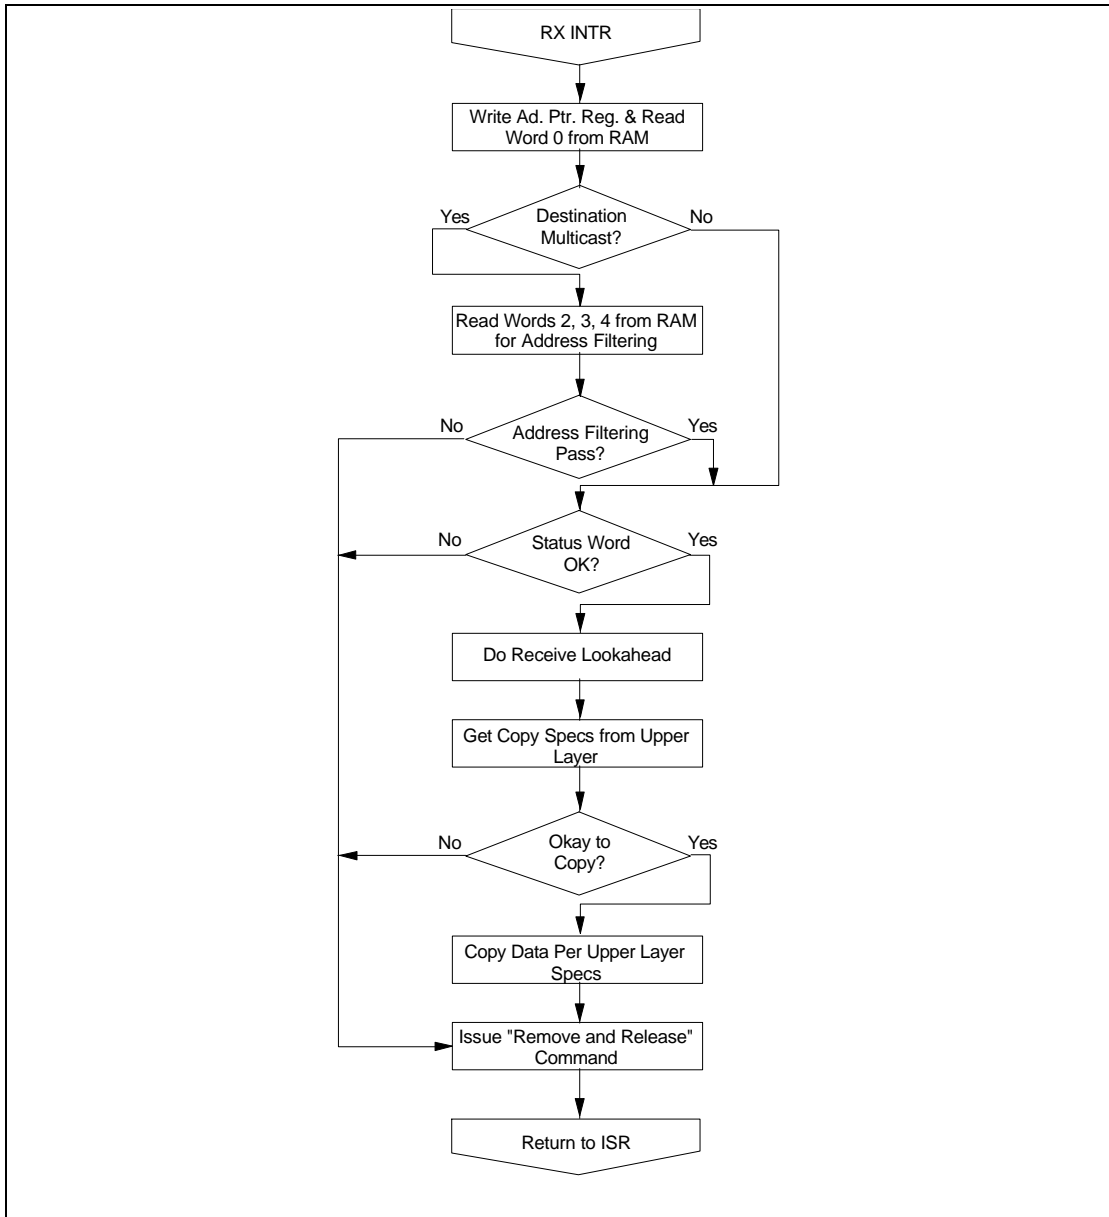 RX INTR
Write Ad. Ptr. Reg. & Read
Word 0 from RAM
Yes
Destination
Multicast?
No
Read Words 2, 3, 4 from RAM
for Address Filtering
No
Address Filtering
Pass?
Yes
No
Status Word
OK?
Yes
Do Receive Lookahead
Get Copy Specs from Upper
Layer
No
Okay to
Copy?
Yes
Copy Data Per Upper Layer
Specs
Issue "Remove and Release"
Command
Return to ISR